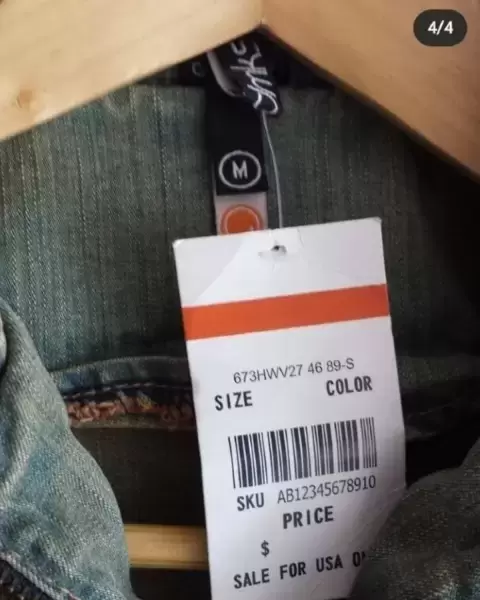 4/4
M
673HWV27 46 89-S
SIZE COLOR
SKU AB12345678910
PRICE
$
SALE FOR USA